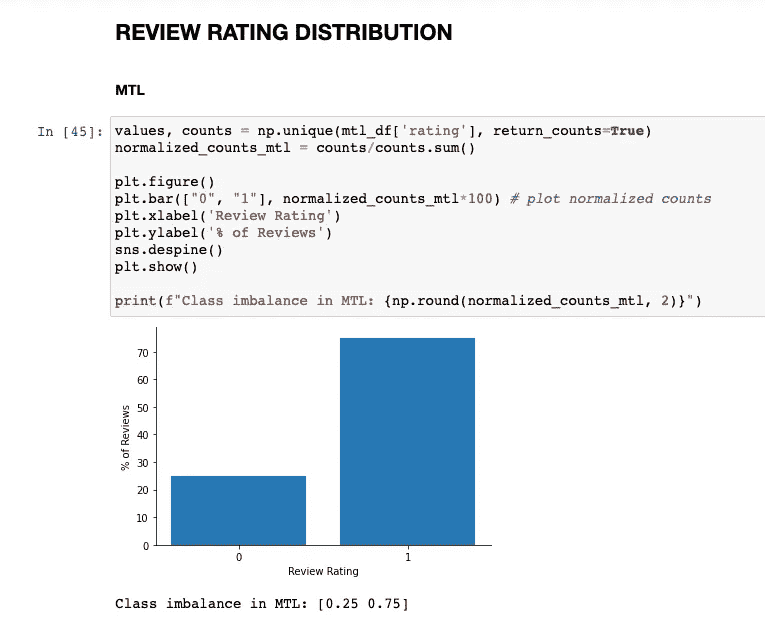 REVIEW RATING DISTRIBUTION
MTL
In [45]:
values, counts = np.unique(mtl_df['rating'], return_counts=True)
normalized_counts_mtl = counts/counts.sum()
plt.figure()
plt.bar(["0", "1"], normalized_counts_mtl*100) # plot normalized counts
plt.xlabel('Review Rating')
plt.ylabel('% of Reviews')
sns.despine()
plt.show()
print(f"Class imbalance in MTL: {np.round(normalized_counts_mtl, 2)}")
% of Reviews
70
60
50
40
30
20
10
0
0 1
Review Rating
Class imbalance in MTL: [0.25 0.75]